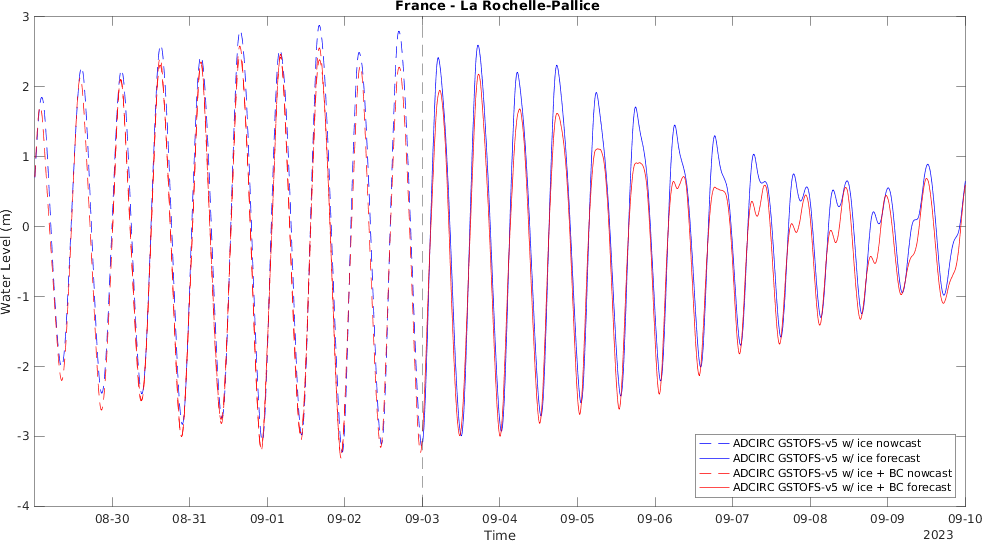 France - La Rochelle-Pallice
3
2
1
0
-1
-2
-3
-4
Water Level (m)
ADCIRC GSTOFS-v5 w/ ice nowcast
ADCIRC GSTOFS-v5 w/ ice forecast
ADCIRC GSTOFS-v5 w/ ice + BC nowcast
ADCIRC GSTOFS-v5 w/ ice + BC forecast
08-30 08-31 09-01 09-02 09-03 09-04 09-05 09-06 09-07 09-08 09-09 09-10
Time
2023